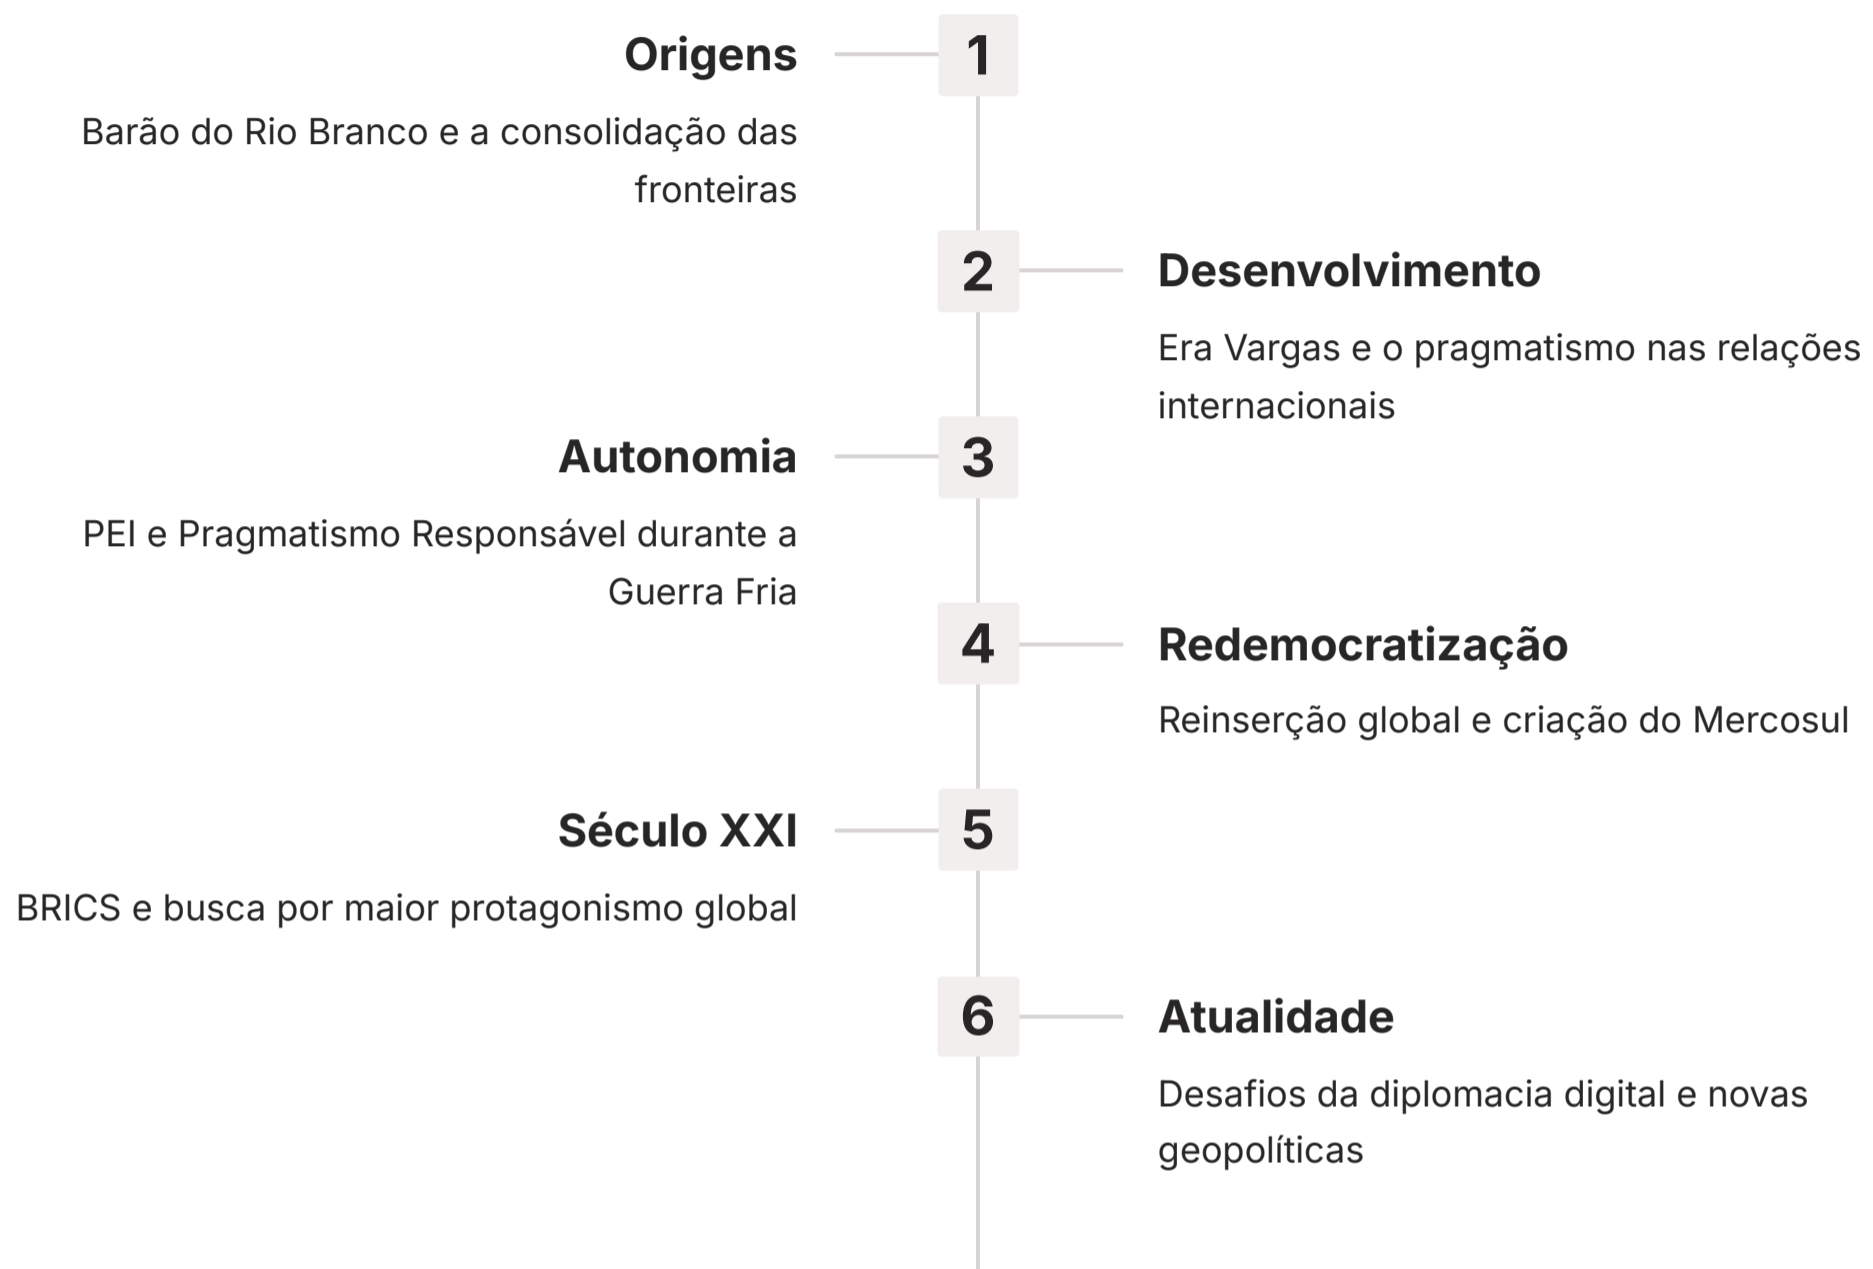 Origens
1
Barão do Rio Branco e a consolidação das
fronteiras
2
Desenvolvimento
Era Vargas e o pragmatismo nas relações
internacionais
Autonomia
3
PEI e Pragmatismo Responsável durante a
Guerra Fria
4
Redemocratização
Reinserção global e criação do Mercosul
Século XXI
5
BRICS e busca por maior protagonismo global
6
Atualidade
Desafios da diplomacia digital e novas
geopolíticas